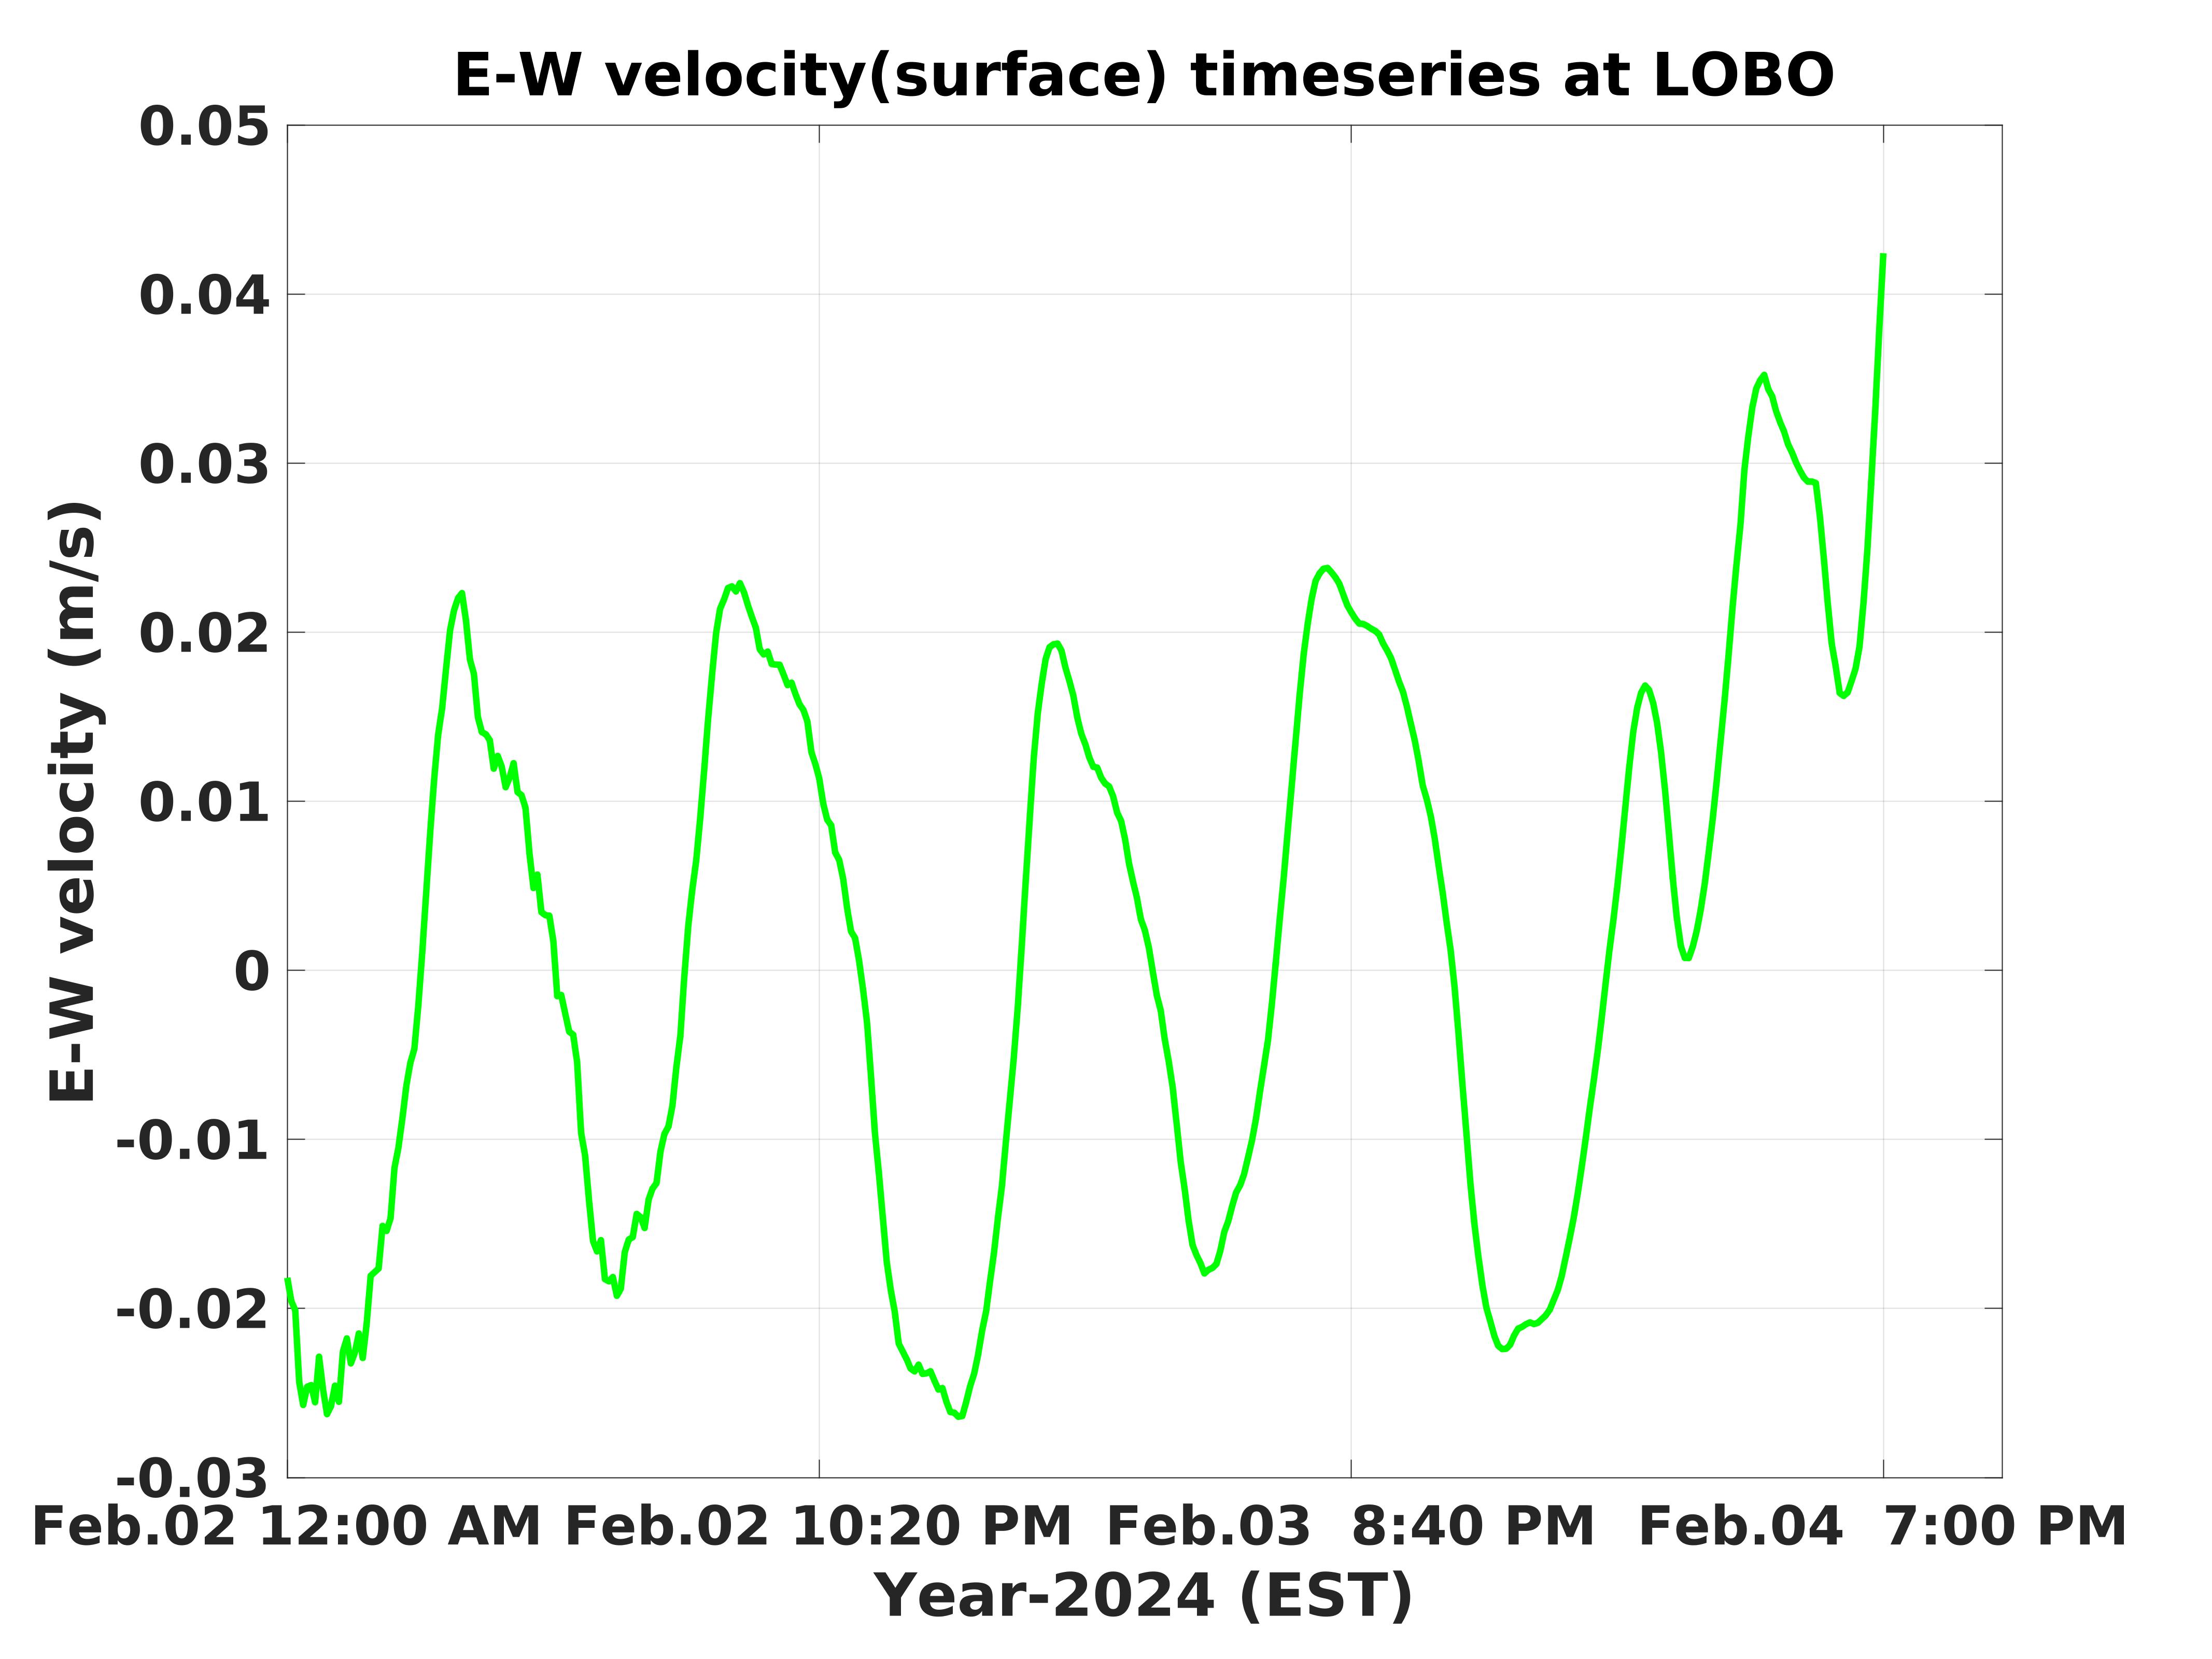 E-W velocity(surface) timeseries at LOBO
0.05
0.04
0.03
0.02
0.01
0
-0.01
-0.02
-0.03
E-W velocity (m/s)
Feb.02 12:00 AM Feb.02 10:20 PM Feb.03 8:40 PM Feb.04 7:00 PM
Year-2024 (EST)